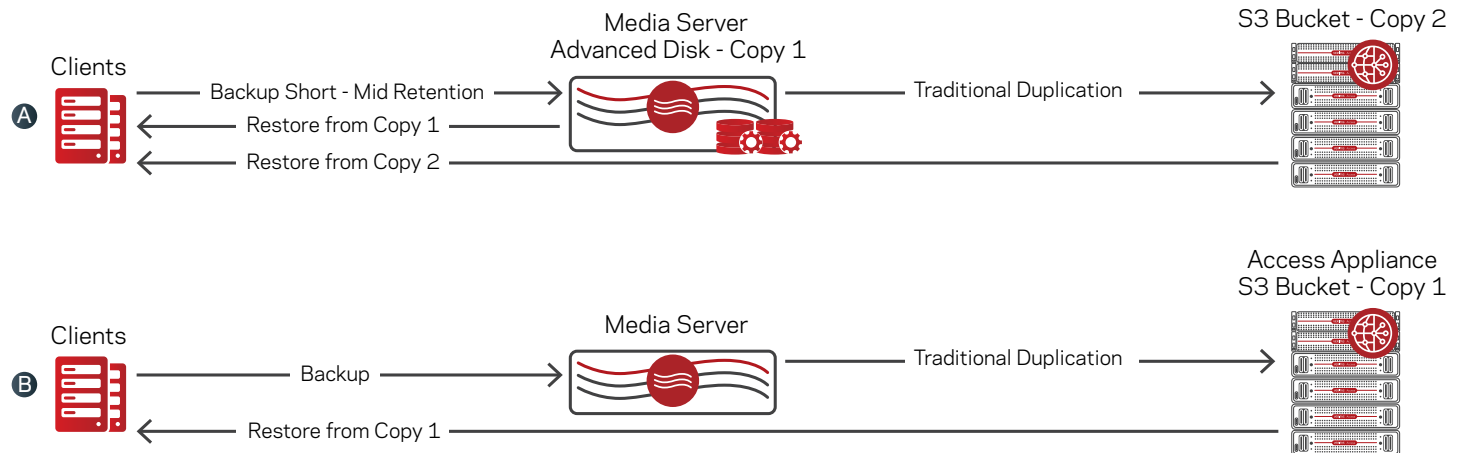 Media Server
Advanced Disk - Copy 1
S3 Bucket - Copy 2
Clients
A
Backup Short - Mid Retention
Traditional Duplication
Restore from Copy 1
Restore from Copy 2
Access Appliance
S3 Bucket - Copy 1
Clients
Media Server
B
Backup
Traditional Duplication
Restore from Copy 1